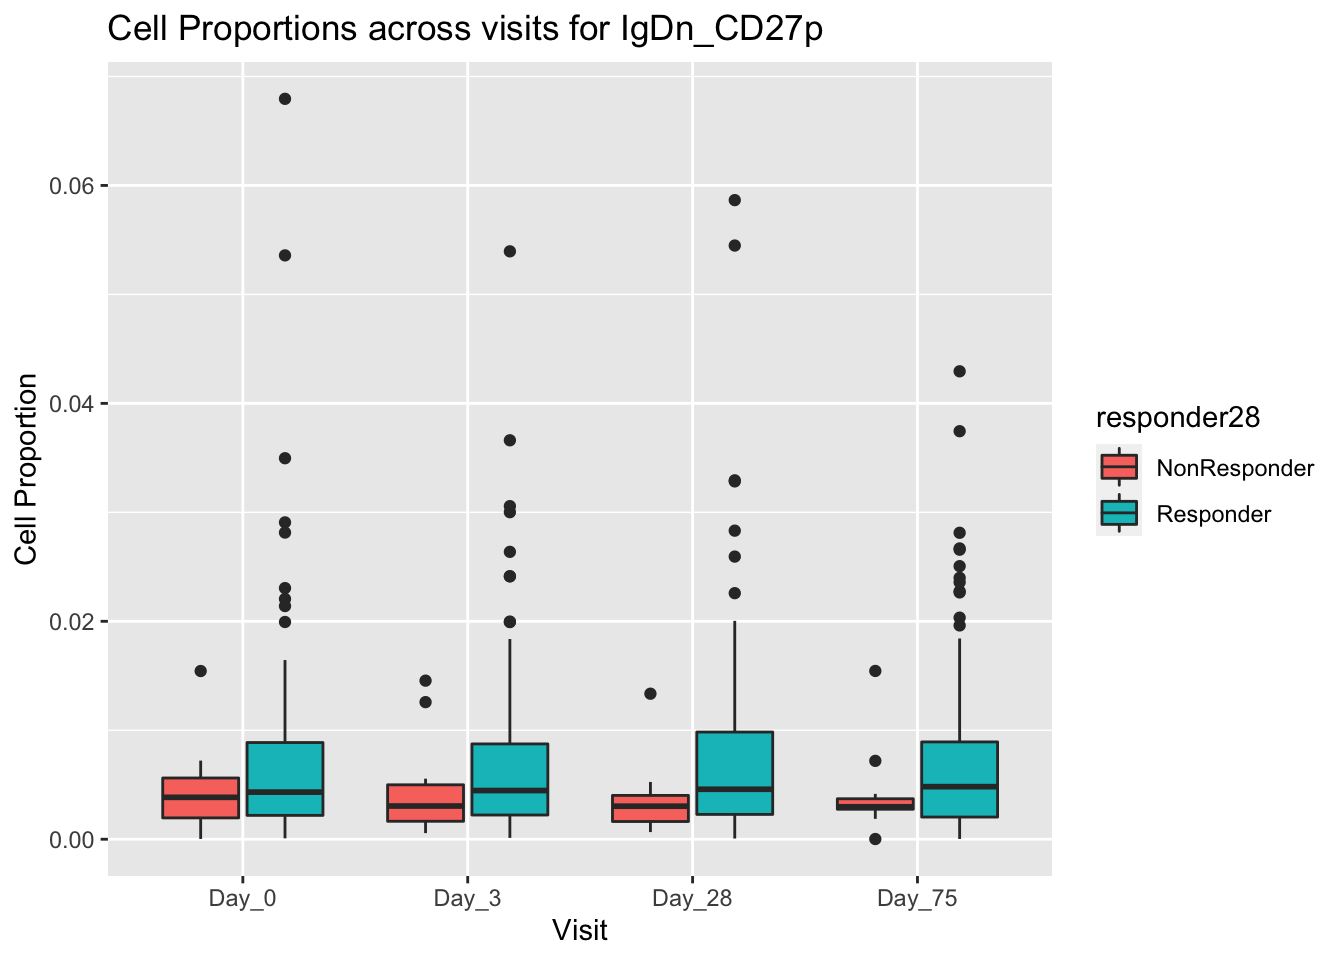 Cell Proportions across visits for IgDn_CD27p
0.06
0.04
0.02
0.00
Cell Proportion
Day_0
Day_3
Day_28
Day_75
Visit
responder28
NonResponder
Responder